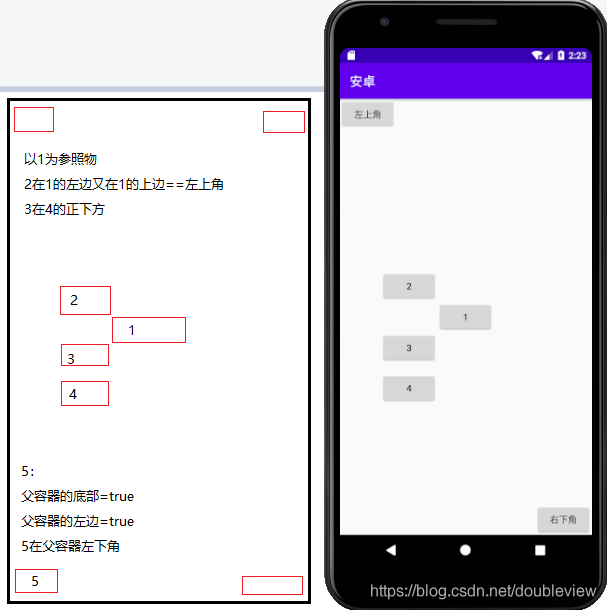 以1为参照物
2在1的左边又在1的上边==左上角
3在4的正下方
2
1
3
4
5：
父容器的底部=true
父容器的左边=true
5在父容器左下角
5
2:23
安卓
左上角
2
1
3
4
右下角
https://blog.csdn.net/doubleview